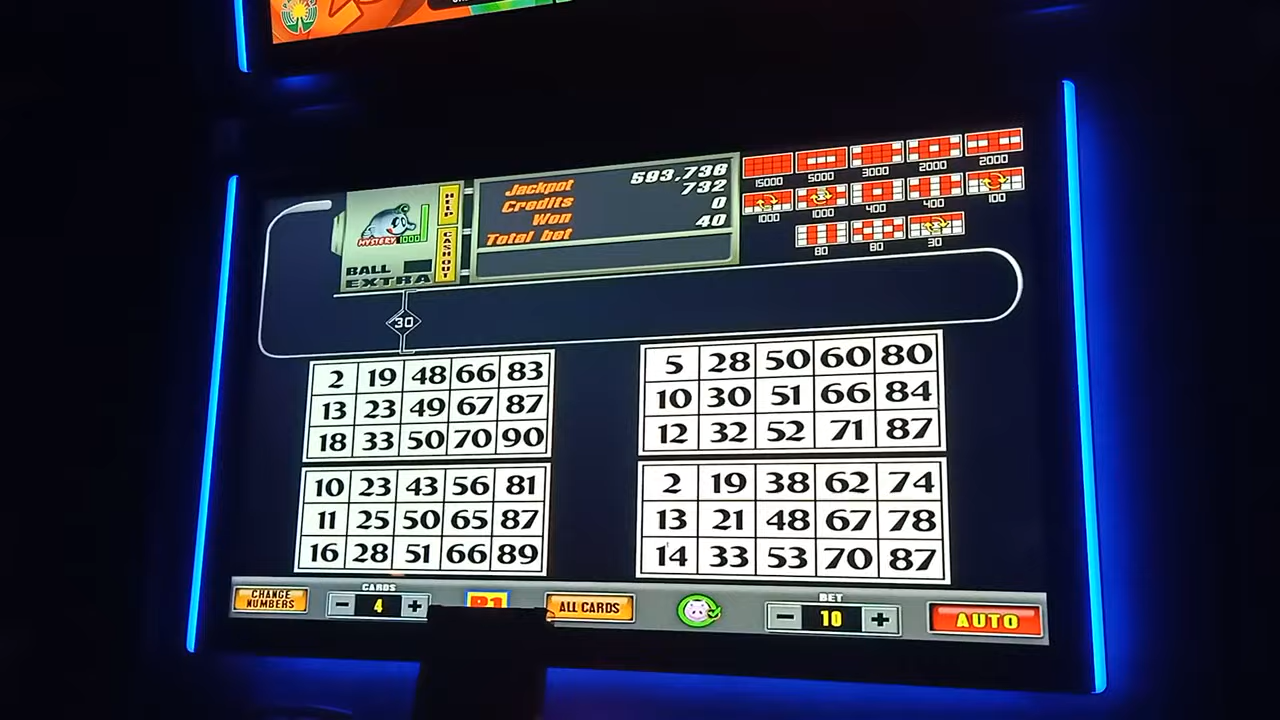 HELP
CASH OUT
MYSTERY 1000
BALL
EXTRA
Jackpot 593,738
Credits 732
Won 0
Total bet 40
15000 5000 3000 2000 2000
1000 1000 400 400 100
80 80 30
30
2 19 48 66 83
13 23 49 67 87
18 33 50 70 90
5 28 50 60 80
10 30 51 66 84
12 32 52 71 87
10 23 43 56 81
11 25 50 65 87
16 28 51 66 89
2 19 38 62 74
13 21 48 67 78
14 33 53 70 87
CHANGE NUMBERS
CARDS
- 4 +
ALL CARDS
BET
- 10 +
AUTO